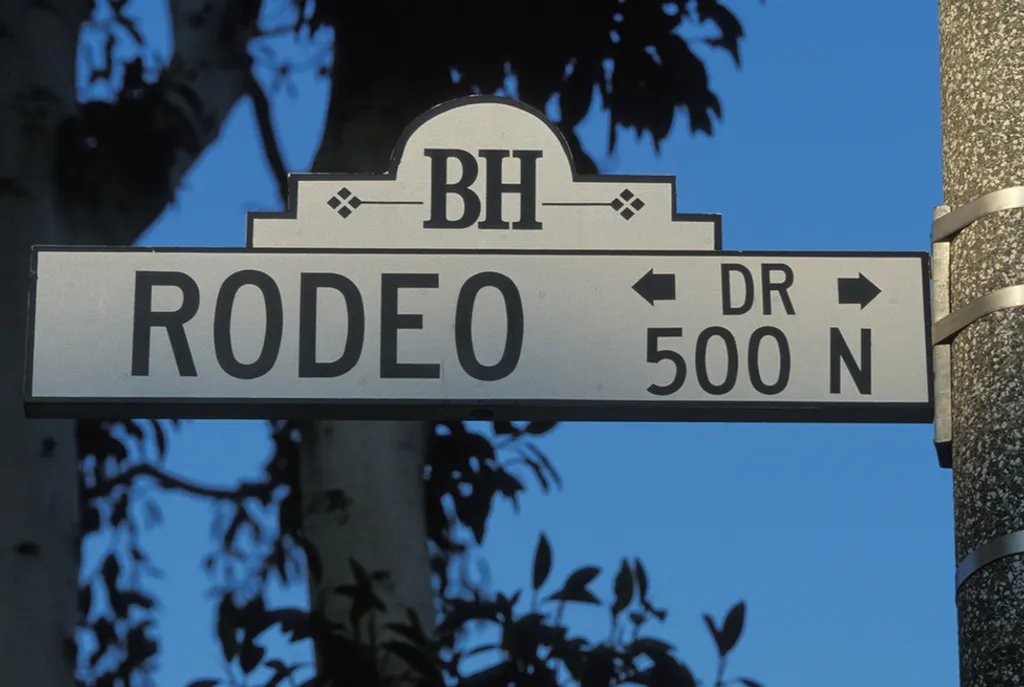 BH
RODEO
← DR →
500 N